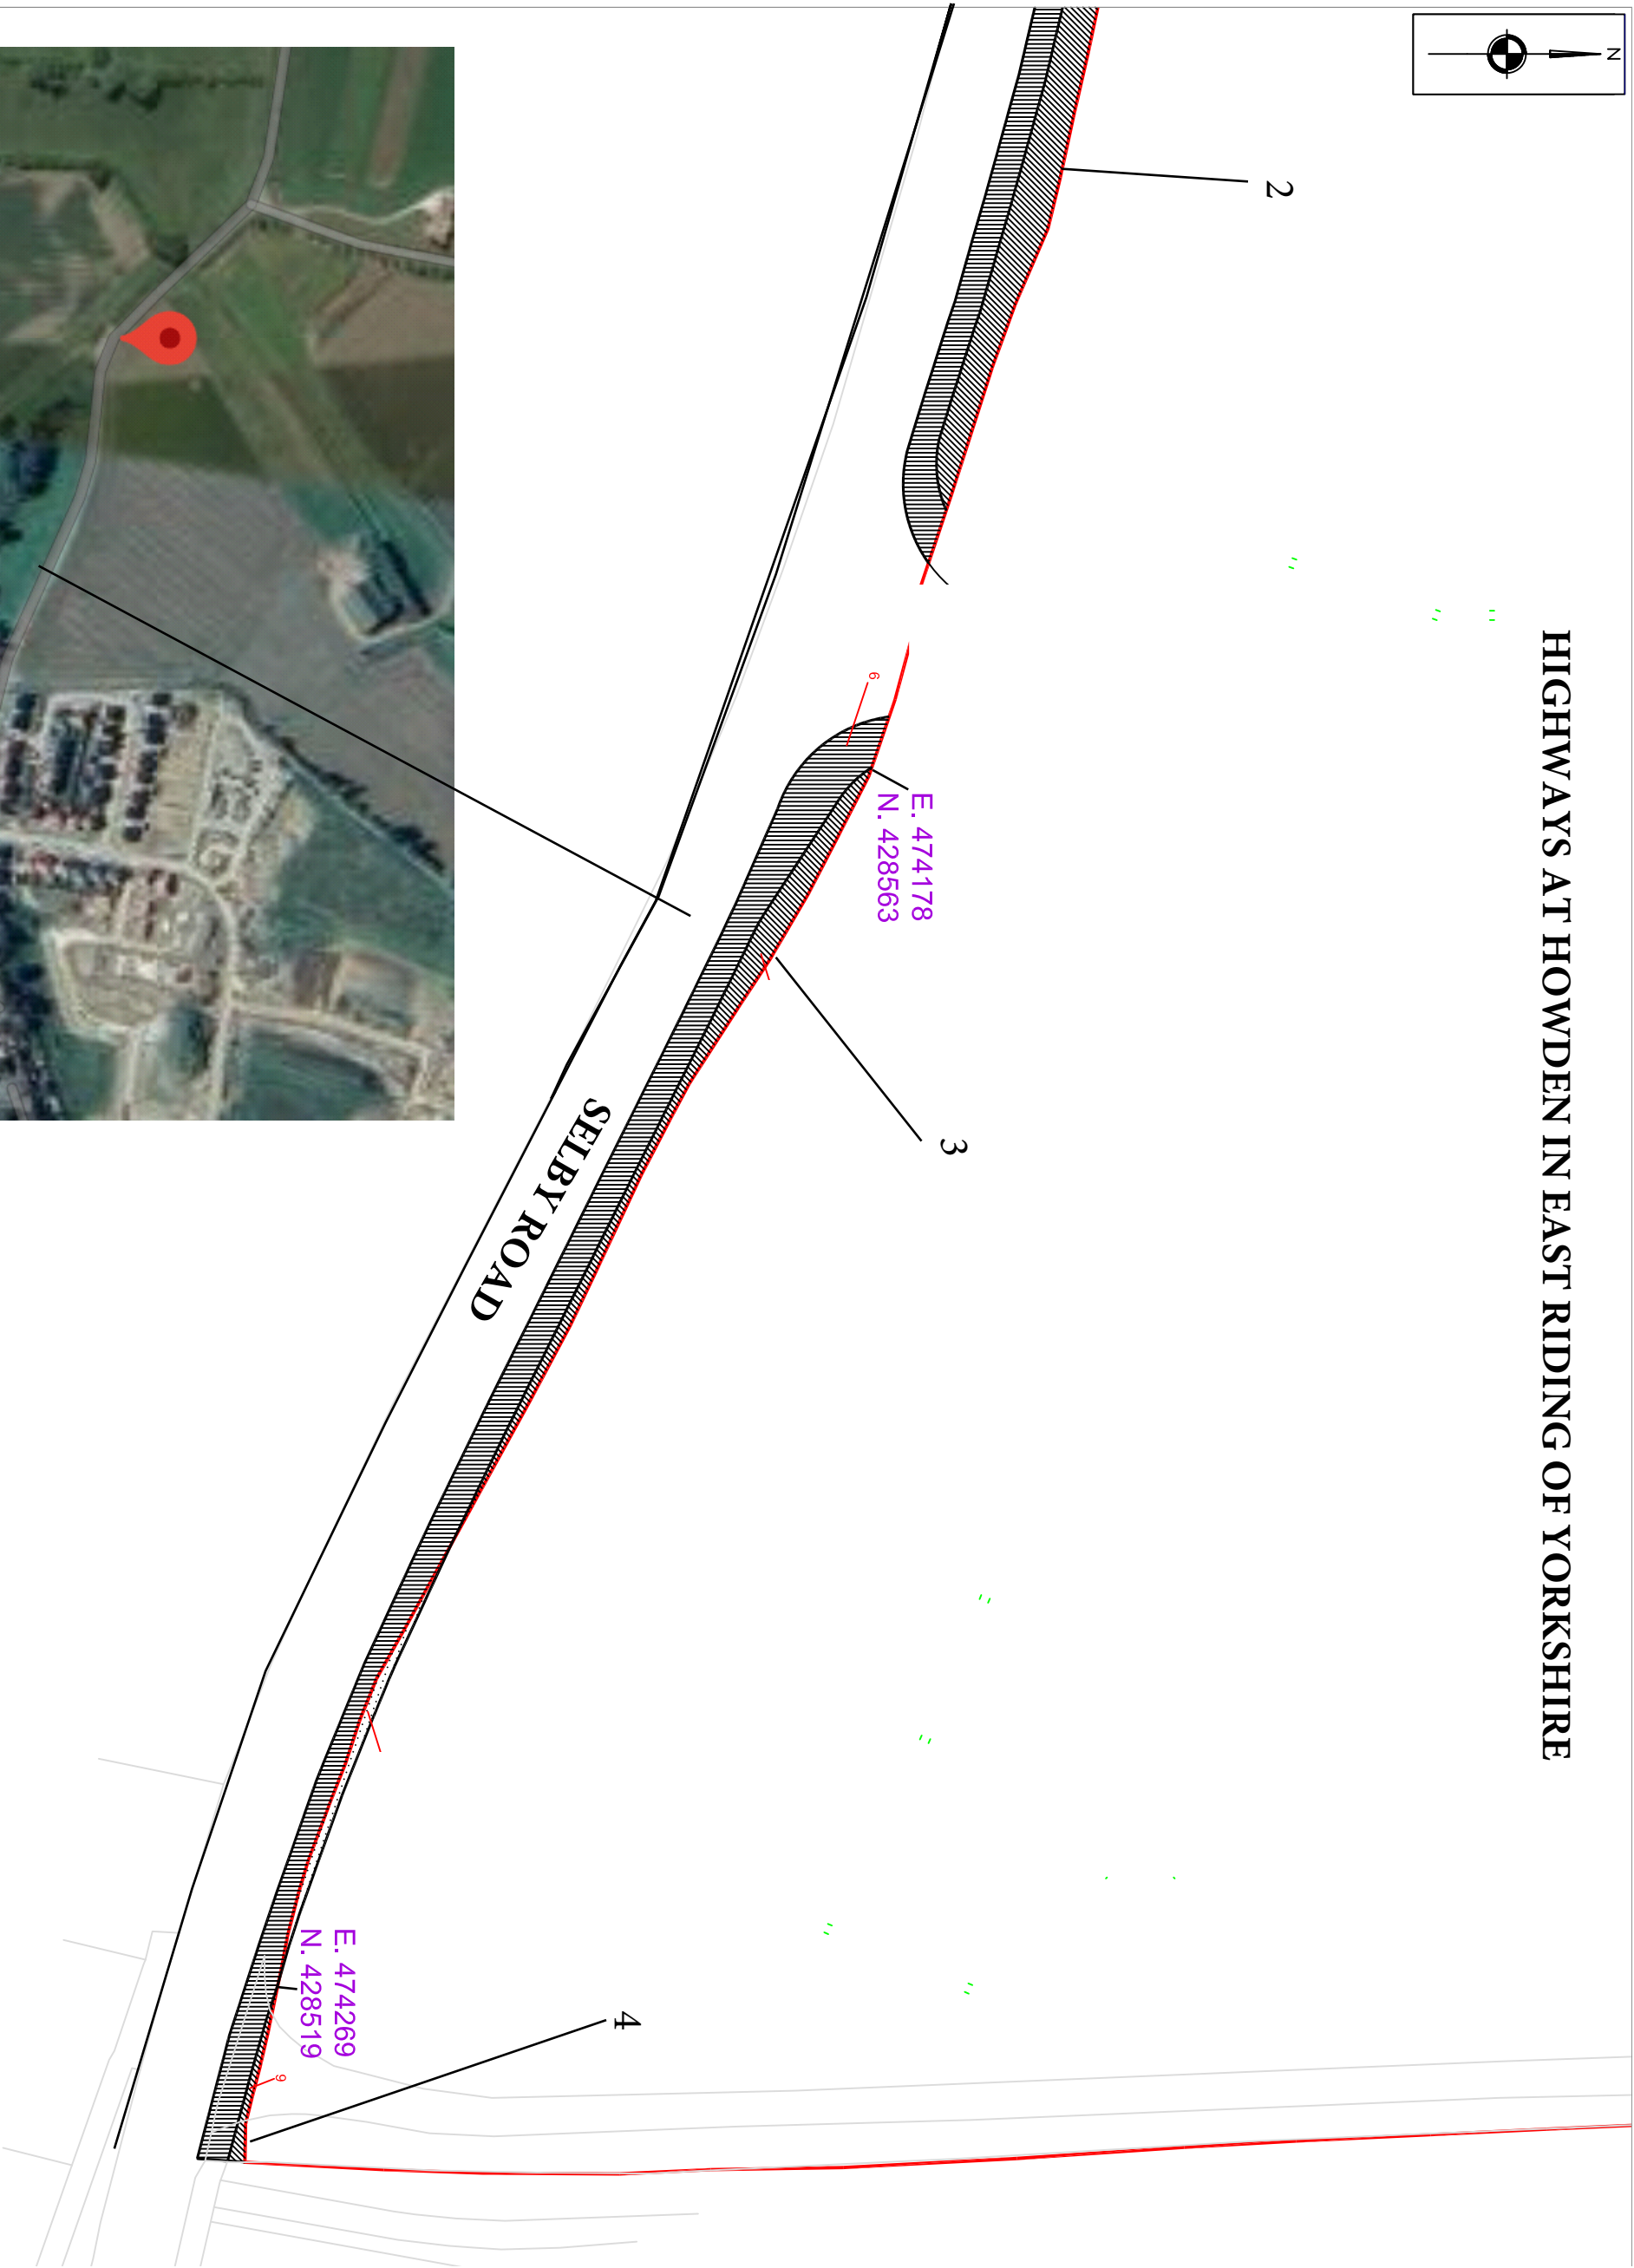 N
HIGHWAYS AT HOWDEN IN EAST RIDING OF YORKSHIRE
2
6
E. 474178
N. 428563
3
SELBY ROAD
E. 474269
N. 428519
4
9